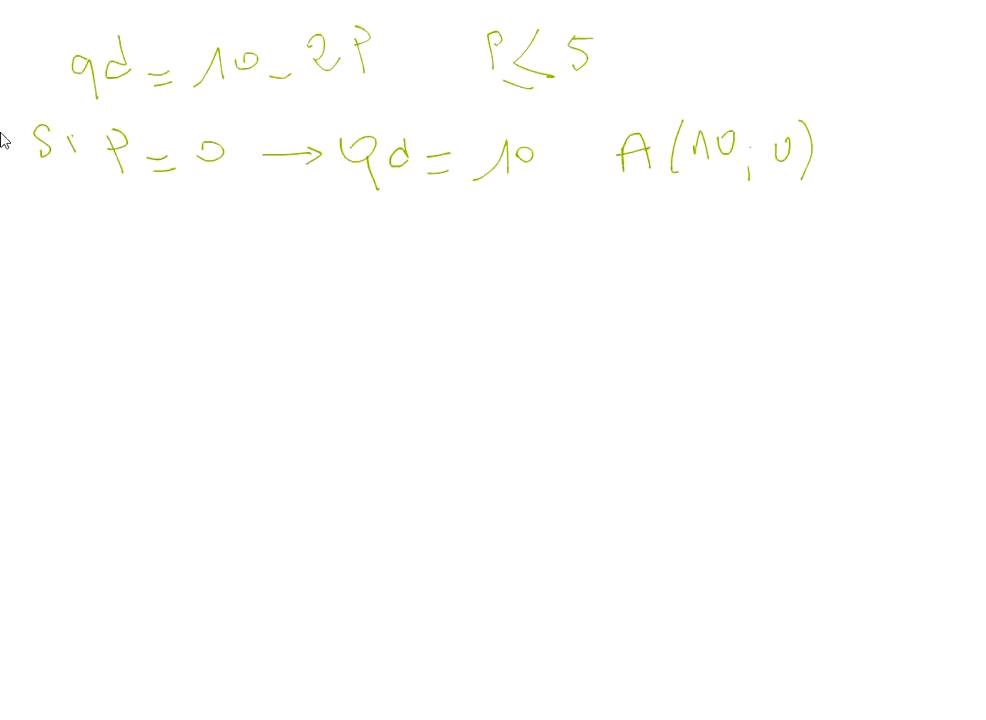 qd = 10 - 2P P ≤ 5
Si P = 0 → qd = 10 A(10; 0)